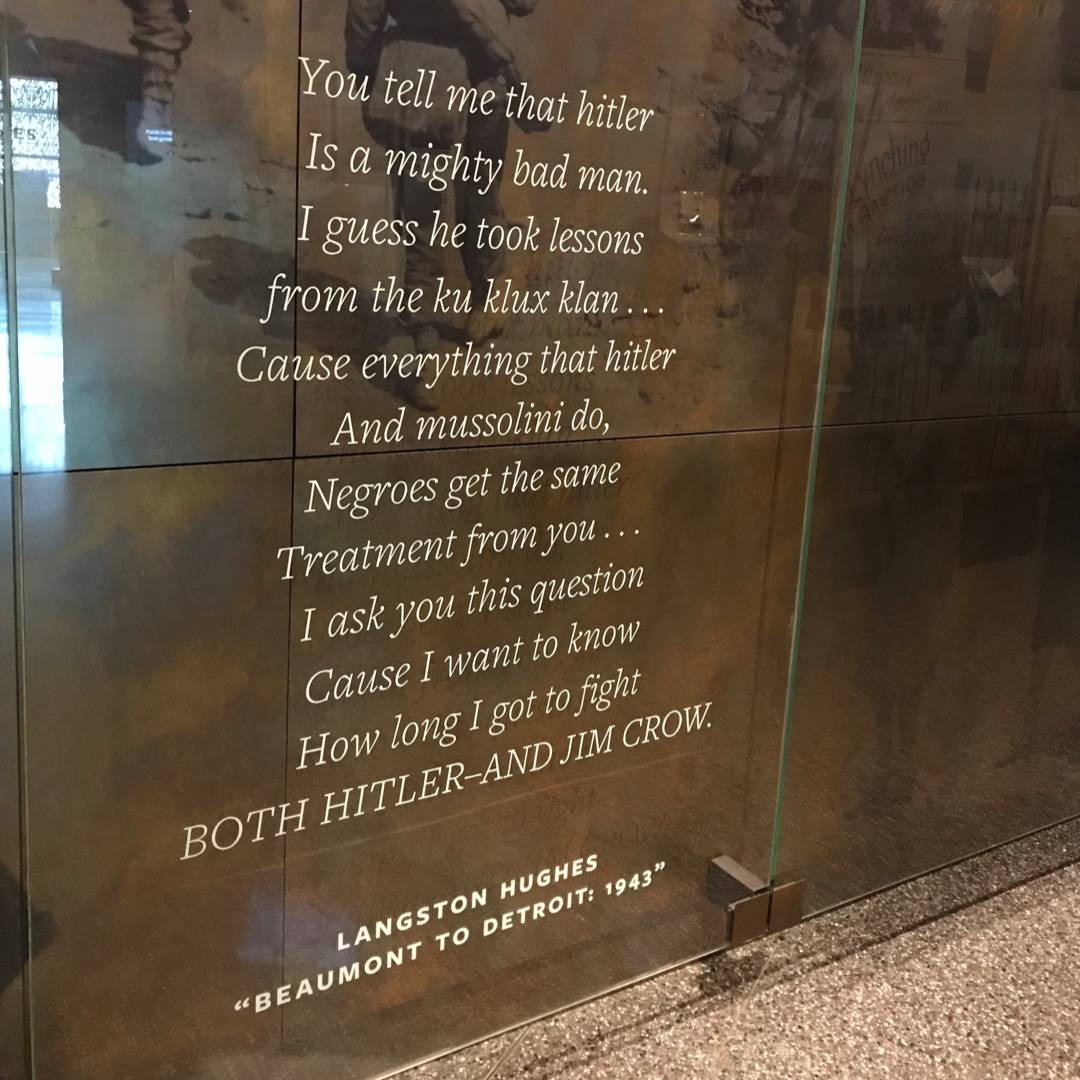 You tell me that hitler
Is a mighty bad man.
I guess he took lessons
from the ku klux klan . . .
Cause everything that hitler
And mussolini do,
Negroes get the same
Treatment from you . . .
I ask you this question
Cause I want to know
How long I got to fight
BOTH HITLER–AND JIM CROW.
LANGSTON HUGHES
“BEAUMONT TO DETROIT: 1943”
Lynching
America